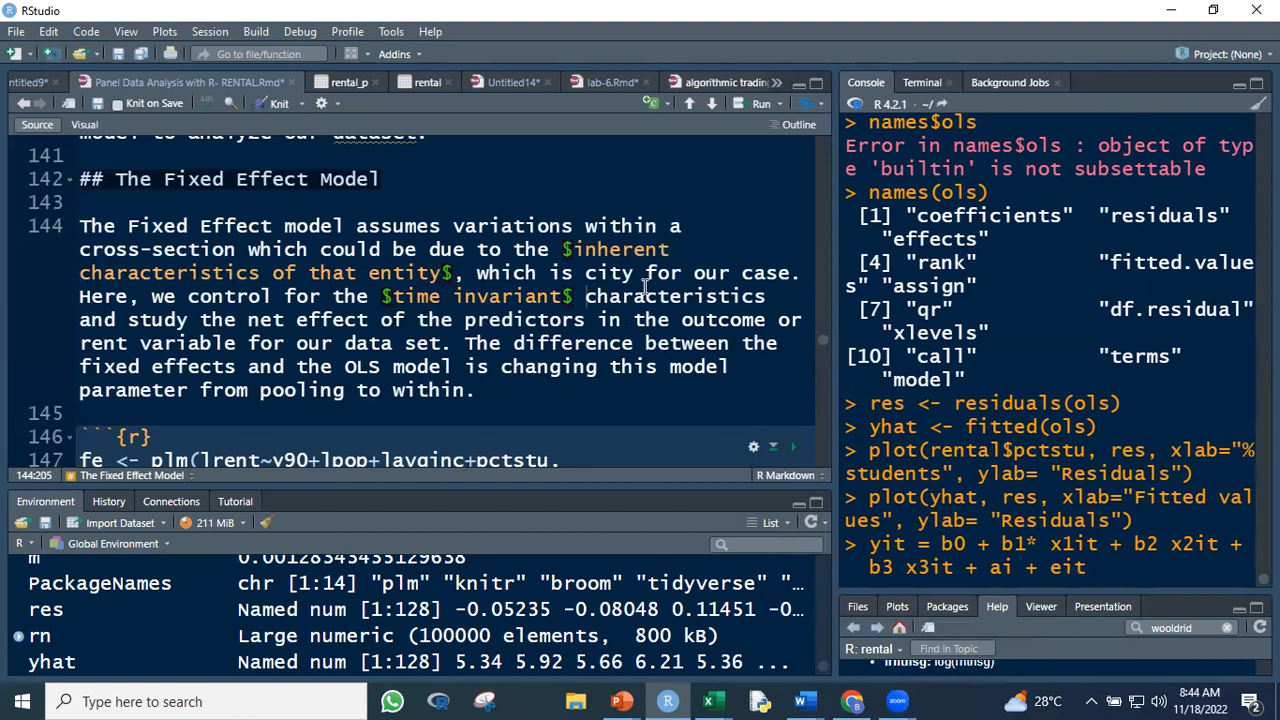 RStudio
File Edit Code View Plots Session Build Debug Profile Tools Help
Go to file/function
Addins
Project: (None)
ntitled9*
Panel Data Analysis with R- RENTAL.Rmd*
rental_p
rental
Untitled14*
lab-6.Rmd*
algorithmic trading
Knit on Save
Knit
Run
Source Visual
Outline
model to analyze our dataset.
141
142 ## The Fixed Effect Model
143
144 The Fixed Effect model assumes variations within a
cross-section which could be due to the $inherent
characteristics of that entity$, which is city for our case.
Here, we control for the $time invariant$ characteristics
and study the net effect of the predictors in the outcome or
rent variable for our data set. The difference between the
fixed effects and the OLS model is changing this model
parameter from pooling to within.
145
146 ```{r}
147 fe <- plm(lrent~y90+lpop+lavginc+pctstu,
144:205 # The Fixed Effect Model R Markdown
Environment History Connections Tutorial
Import Dataset 211 MiB List
R Global Environment
m 0.001283435129638
PackageNames chr [1:14] "plm" "knitr" "broom" "tidyverse" "…
res Named num [1:128] -0.05235 -0.08048 0.11451 -0…
rn Large numeric (100000 elements, 800 kB)
yhat Named num [1:128] 5.34 5.92 5.66 6.21 5.36 ...
Console Terminal Background Jobs
R 4.2.1 · ~/
> names$ols
Error in names$ols : object of typ
e 'builtin' is not subsettable
> names(ols)
[1] "coefficients" "residuals"
"effects"
[4] "rank" "fitted.value
s" "assign"
[7] "qr" "df.residual"
"xlevels"
[10] "call" "terms"
"model"
> res <- residuals(ols)
> yhat <- fitted(ols)
> plot(rental$pctstu, res, xlab="%
students", ylab= "Residuals")
> plot(yhat, res, xlab="Fitted val
ues", ylab= "Residuals")
> yit = b0 + b1* x1it + b2 x2it +
b3 x3it + ai + eit
Files Plots Packages Help Viewer Presentation
wooldrid
R: rental Find in Topic
Type here to search
28°C
8:44 AM
11/18/2022
2